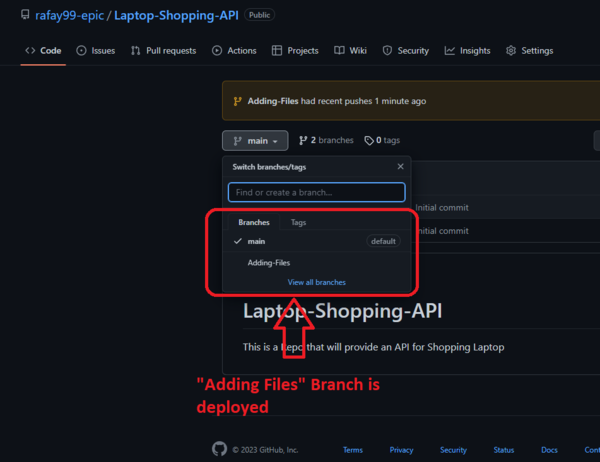 rafay99-epic / Laptop-Shopping-API Public
Code Issues Pull requests Actions Projects Wiki Security Insights Settings
Adding-Files had recent pushes 1 minute ago
main 2 branches 0 tags
Switch branches/tags
Find or create a branch...
Initial commit
Branches Tags
main default
Initial commit
Adding-Files
View all branches
Laptop-Shopping-API
This is a Repo that will provide an API for Shopping Laptop
"Adding Files" Branch is
deployed
© 2023 GitHub, Inc. Terms Privacy Security Status Docs